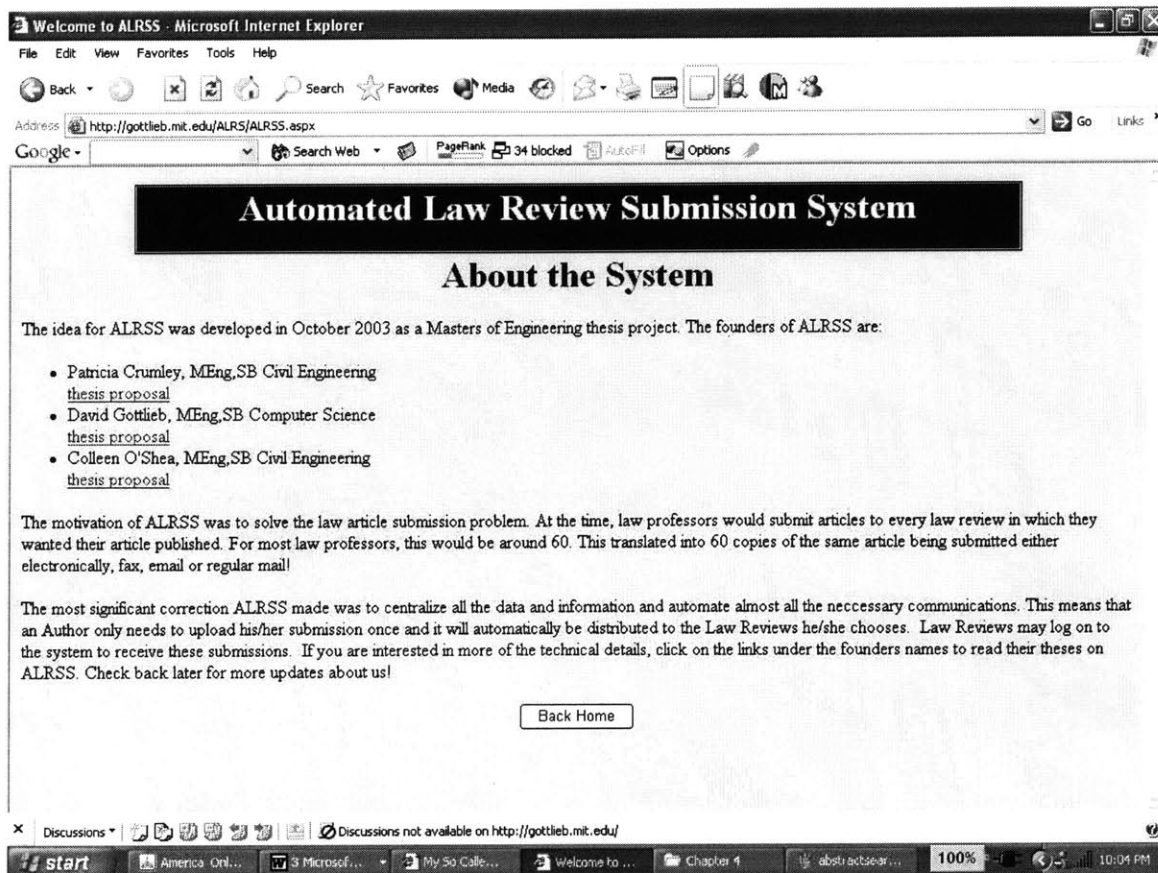 Welcome to ALRSS - Microsoft Internet Explorer
File Edit View Favorites Tools Help
Back Search Favorites Media
Address http://gottlieb.mit.edu/ALRS/ALRSS.aspx Go Links
Google Search Web PageRank 34 blocked AutoFill Options
Automated Law Review Submission System
About the System
The idea for ALRSS was developed in October 2003 as a Masters of Engineering thesis project. The founders of ALRSS are:
• Patricia Crumley, MEng,SB Civil Engineering
thesis proposal
• David Gottlieb, MEng,SB Computer Science
thesis proposal
• Colleen O'Shea, MEng,SB Civil Engineering
thesis proposal
The motivation of ALRSS was to solve the law article submission problem. At the time, law professors would submit articles to every law review in which they
wanted their article published. For most law professors, this would be around 60. This translated into 60 copies of the same article being submitted either
electronically, fax, email or regular mail!
The most significant correction ALRSS made was to centralize all the data and information and automate almost all the neccessary communications. This means that
an Author only needs to upload his/her submission once and it will automatically be distributed to the Law Reviews he/she chooses. Law Reviews may log on to
the system to receive these submissions. If you are interested in more of the technical details, click on the links under the founders names to read their theses on
ALRSS. Check back later for more updates about us!
Back Home
Discussions Discussions not available on http://gottlieb.mit.edu/
start America Onl... 3 Microsof... My So Calle... Welcome to ... Chapter 4 abstractsear... 100% 10:04 PM